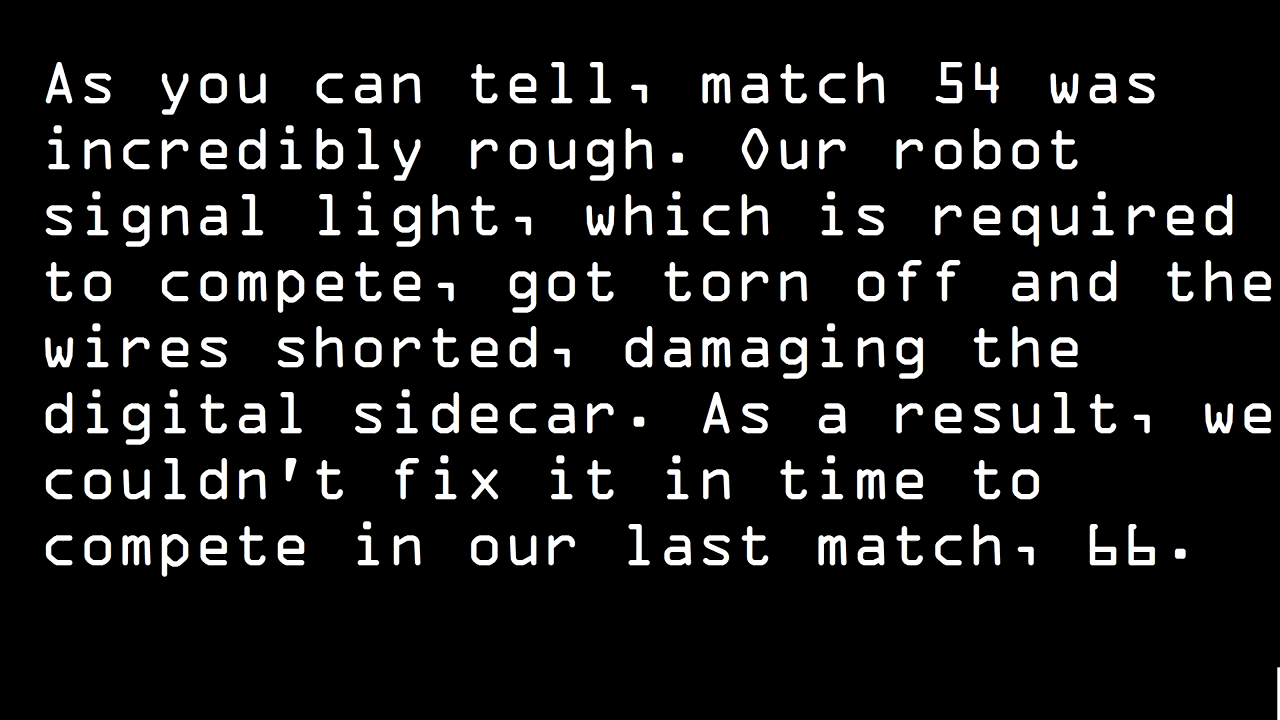 As you can tell, match 54 was
incredibly rough. Our robot
signal light, which is required
to compete, got torn off and the
wires shorted, damaging the
digital sidecar. As a result, we
couldn't fix it in time to
compete in our last match, 66.